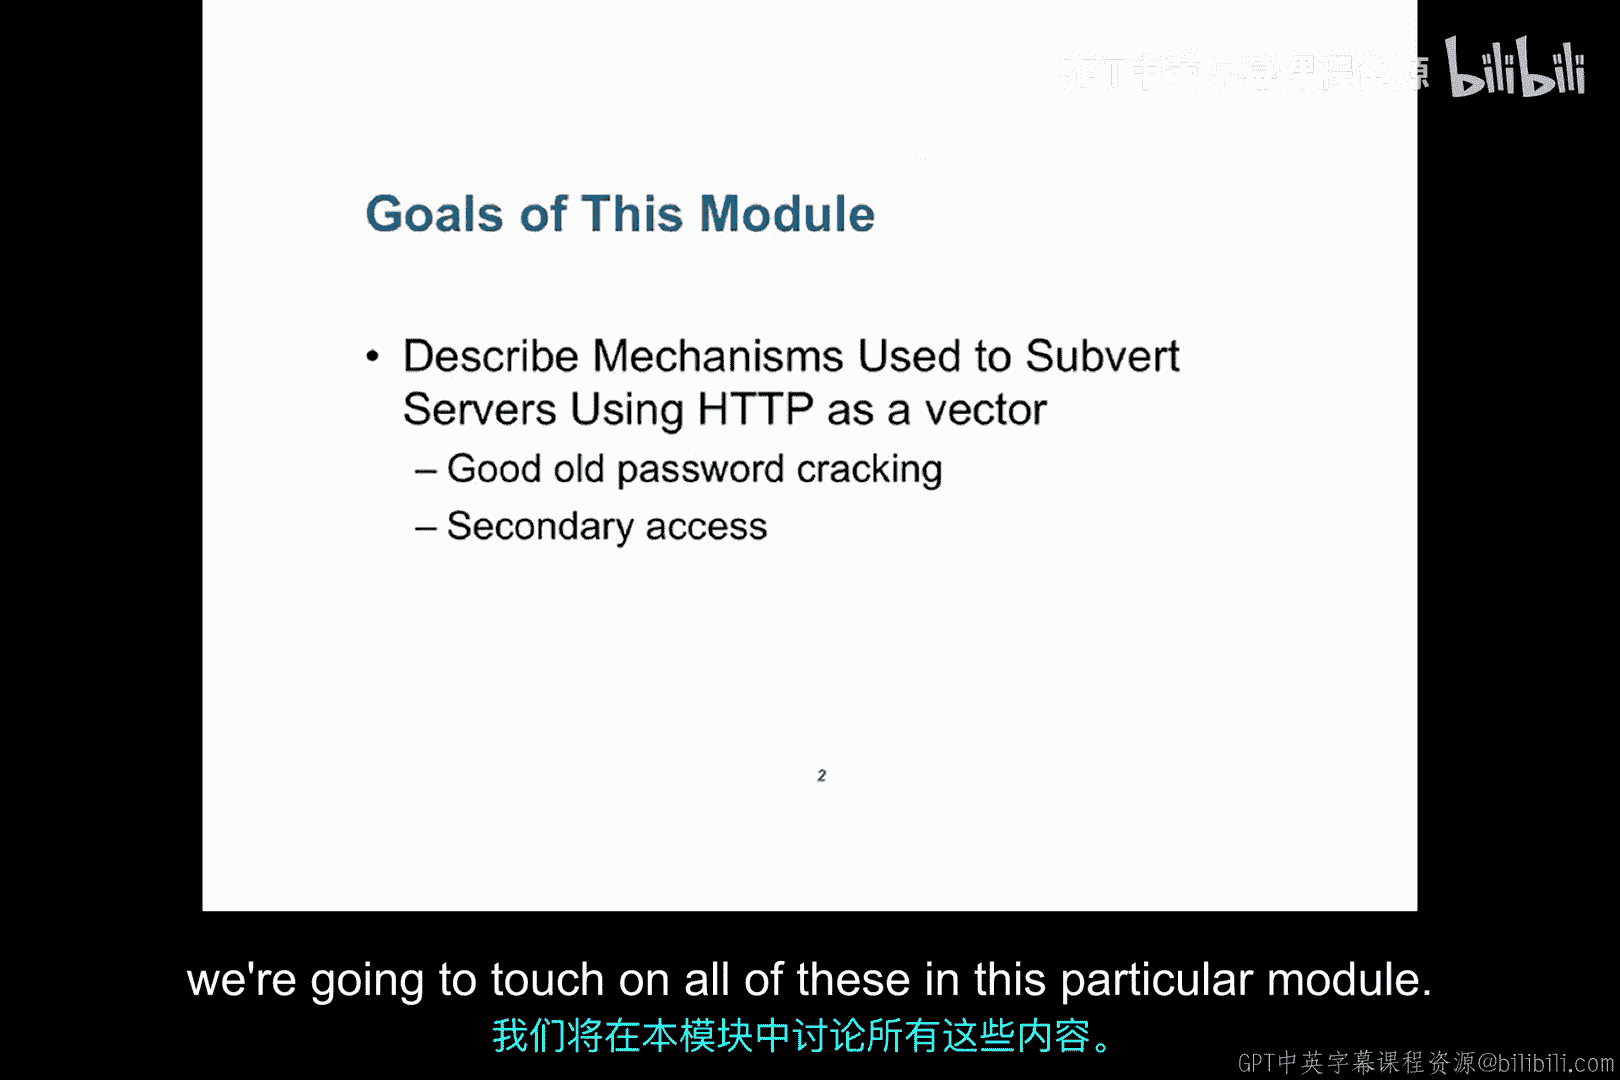 bilibili
Goals of This Module
• Describe Mechanisms Used to Subvert
Servers Using HTTP as a vector
– Good old password cracking
– Secondary access
2
we're going to touch on all of these in this particular module.
我们将在本模块中讨论所有这些内容。
GPT中英字幕课程资源@bilibili.com